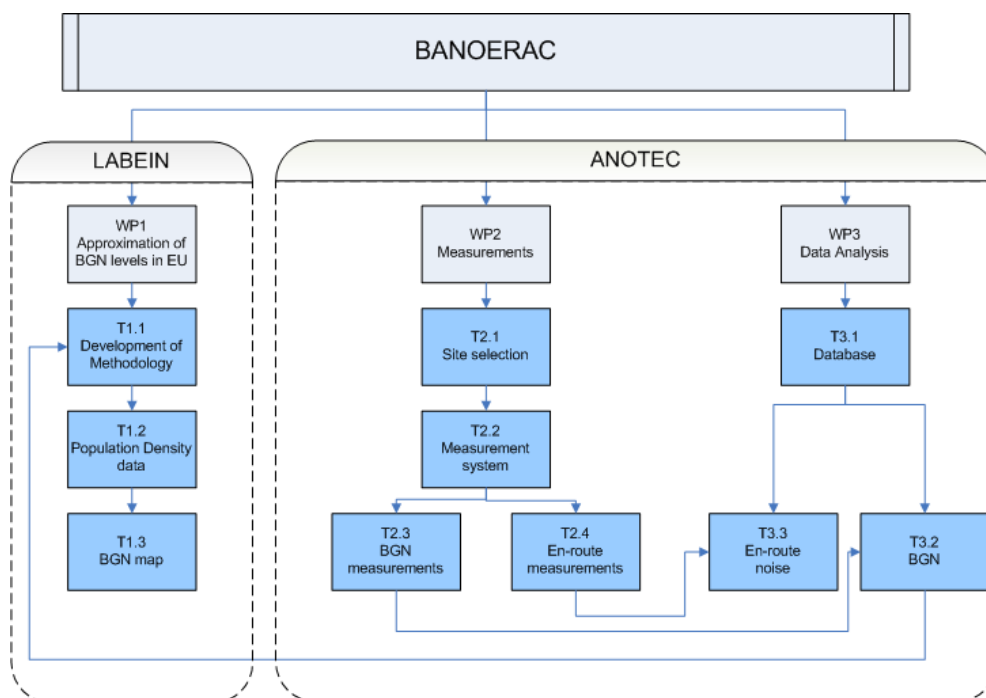 BANOERAC
LABEIN
ANOTEC
WP1
Approximation of
BGN levels in EU
WP2
Measurements
WP3
Data Analysis
T1.1
Development of
Methodology
T2.1
Site selection
T3.1
Database
T1.2
Population Density
data
T2.2
Measurement
system
T1.3
BGN map
T2.3
BGN
measurements
T2.4
En-route
measurements
T3.3
En-route
noise
T3.2
BGN